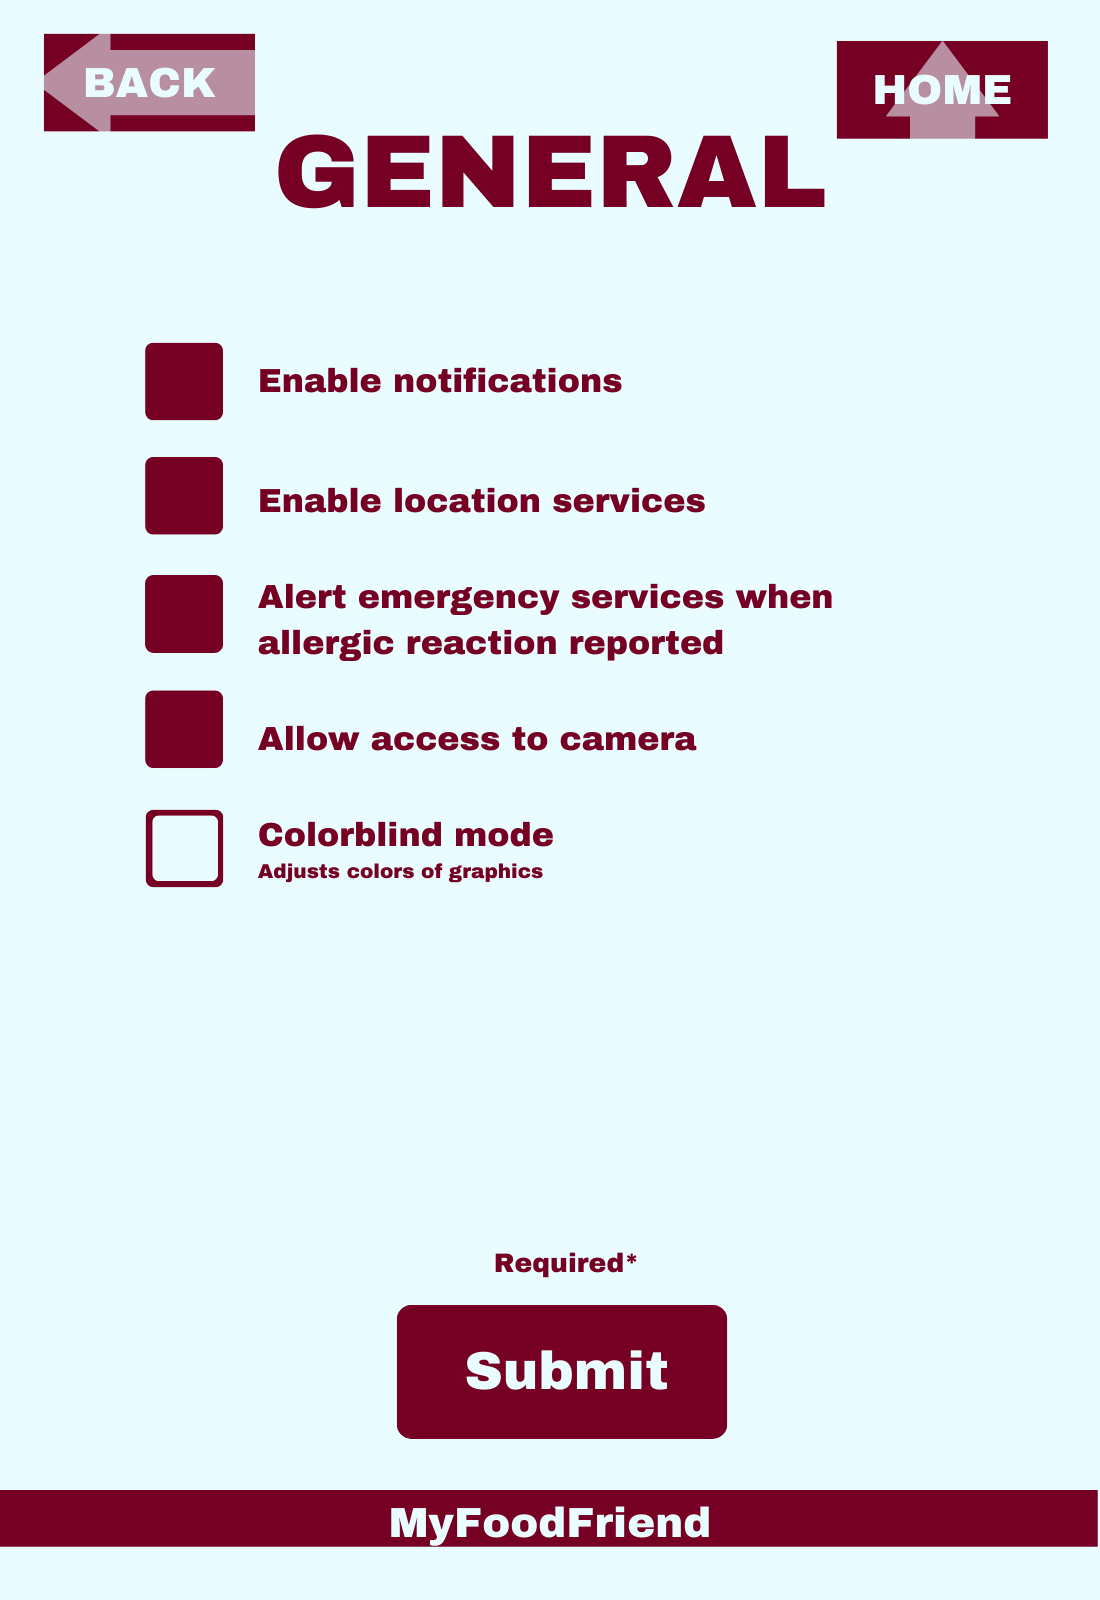 BACK
HOME
GENERAL
Enable notifications
Enable location services
Alert emergency services when
allergic reaction reported
Allow access to camera
Colorblind mode
Adjusts colors of graphics
Required*
Submit
MyFoodFriend